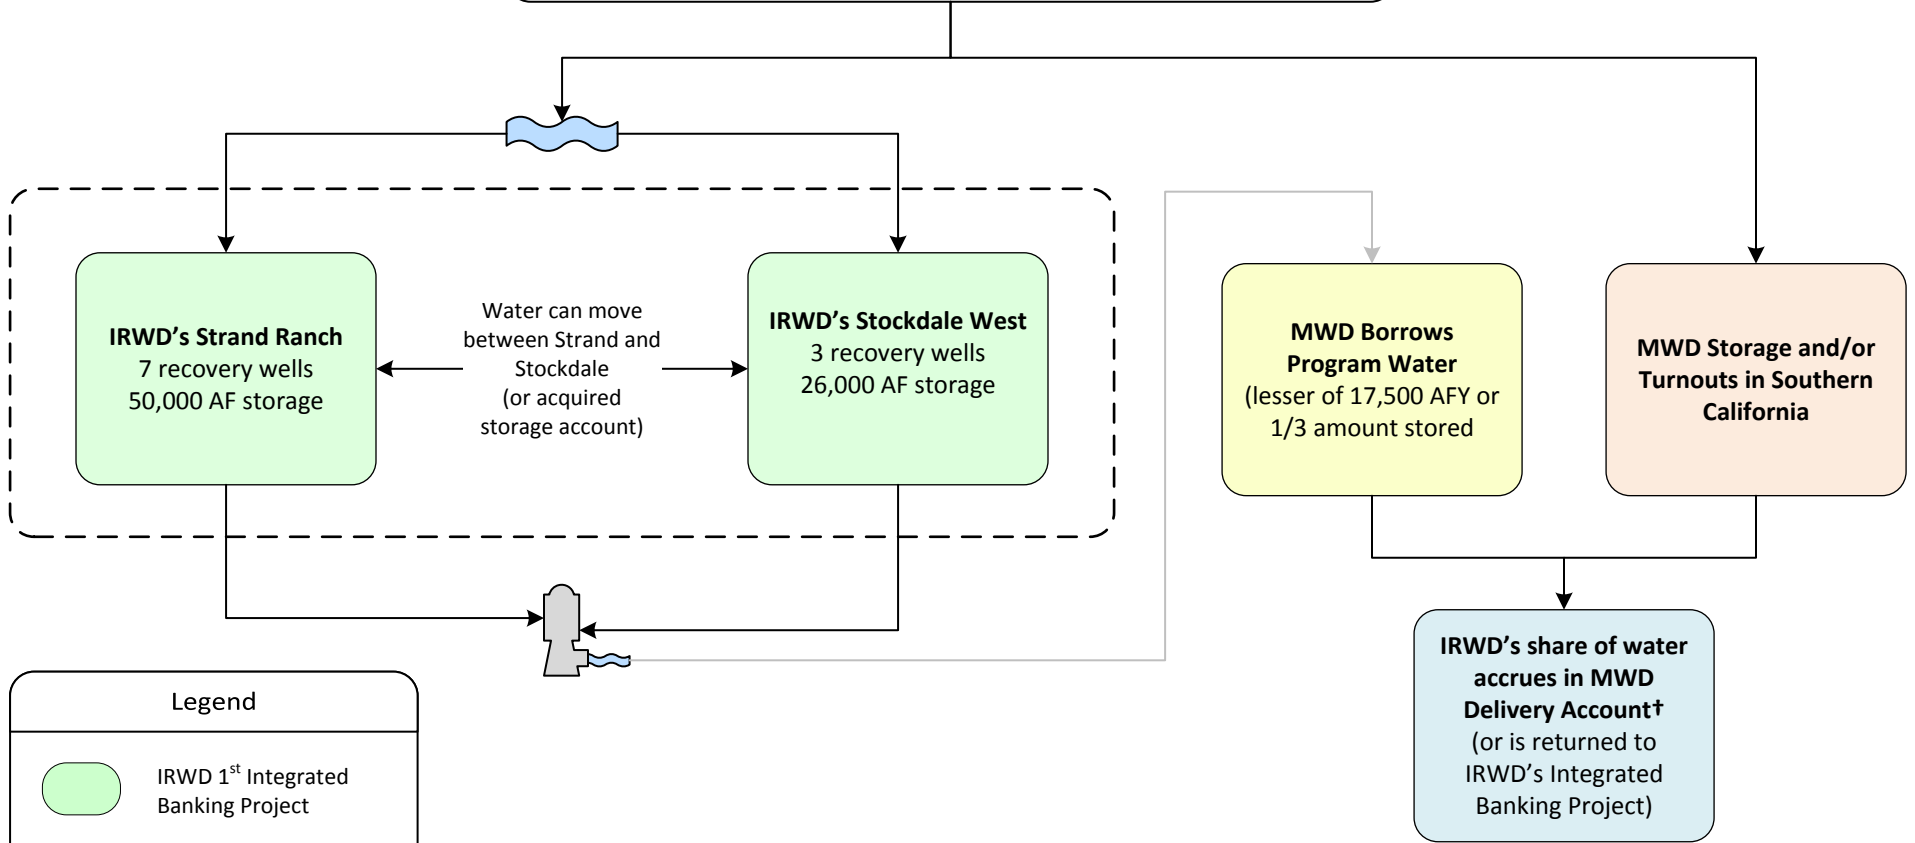 IRWD’s Strand Ranch
7 recovery wells
50,000 AF storage
Water can move
between Strand and
Stockdale
(or acquired
storage account)
IRWD’s Stockdale West
3 recovery wells
26,000 AF storage
MWD Borrows
Program Water
(lesser of 17,500 AFY or
1/3 amount stored
MWD Storage and/or
Turnouts in Southern
California
IRWD’s share of water
accrues in MWD
Delivery Account†
(or is returned to
IRWD’s Integrated
Banking Project)
Legend
IRWD 1st Integrated
Banking Project